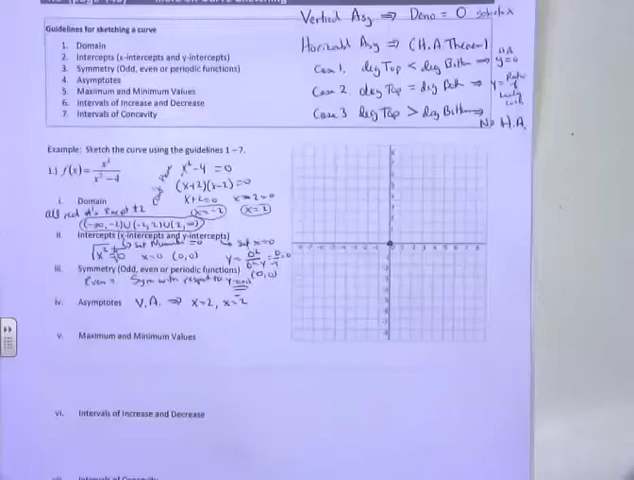 Vertical Asy ⇒ Deno = 0
Horizontal Asy ⇒ (H.A Theorem)
Case 1. deg Top < deg Bottom ⇒ H.A y=0
Case 2. deg Top = deg Both ⇒ y =
Case 3 deg Top > deg Bottom ⇒ No H.A.
Guidelines for sketching a curve
1. Domain
2. Intercepts (x-intercepts and y-intercepts)
3. Symmetry (Odd, even or periodic functions)
4. Asymptotes
5. Maximum and Minimum Values
6. Intervals of Increase and Decrease
7. Intervals of Concavity
Example: Sketch the curve using the guidelines 1 – 7.
1.) f(x) = x²/(x²-4) x²-4 = 0
(x+2)(x-2)=0
x+2=0 x-2=0
i. Domain x=-2 x=2
All real #'s except ±2
(-∞,-2)U(-2,2)U(2,∞)
ii. Intercepts (x-intercepts and y-intercepts)
set x=0
x=0 (0,0)
(0,0)
iii. Symmetry (Odd, even or periodic functions)
Even = Sym with respect to y-axis
iv. Asymptotes V.A. ⇒ x=2, x=-2
v. Maximum and Minimum Values
vi. Intervals of Increase and Decrease